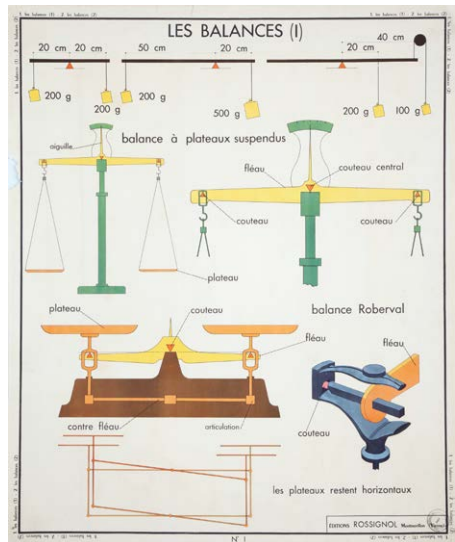 LES BALANCES (I)
20 cm 20 cm 50 cm 20 cm 20 cm 40 cm
200 g 200 g 200 g 500 g 200 g 100 g
balance à plateaux suspendus
aiguille
fléau
couteau central
couteau
couteau
plateau
balance Roberval
plateau
couteau
fléau
fléau
contre fléau
articulation
couteau
les plateaux restent horizontaux
ÉDITIONS ROSSIGNOL Montmorillon
N° 1